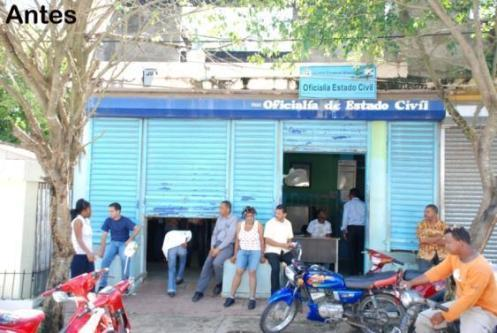 Antes
Oficialía Estado Civil
Oficialía de Estado Civil